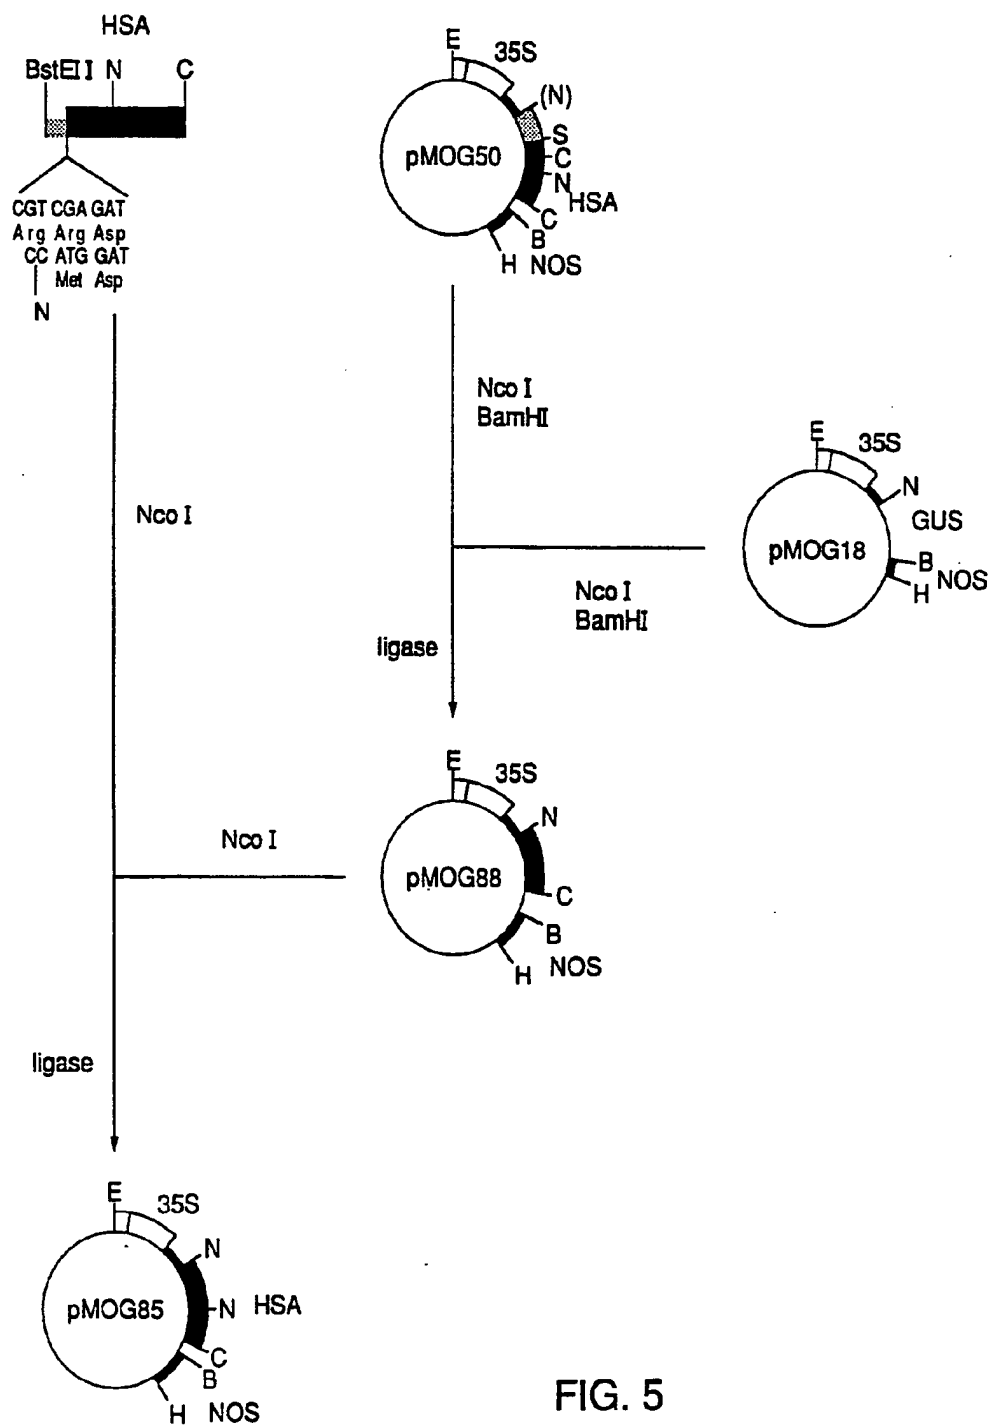 HSA
BstEII N C
CGT CGA GAT
Arg Arg Asp
CC ATG GAT
Met Asp
N
E
35S
(N)
S
C
N
HSA
C
B
H NOS
pMOG50
Nco I
BamHI
Nco I
E
35S
N
GUS
B
NOS
H
pMOG18
Nco I
BamHI
ligase
E
35S
N
pMOG88
C
B
H NOS
Nco I
ligase
E
35S
N
pMOG85
N HSA
C
B
H NOS
FIG. 5